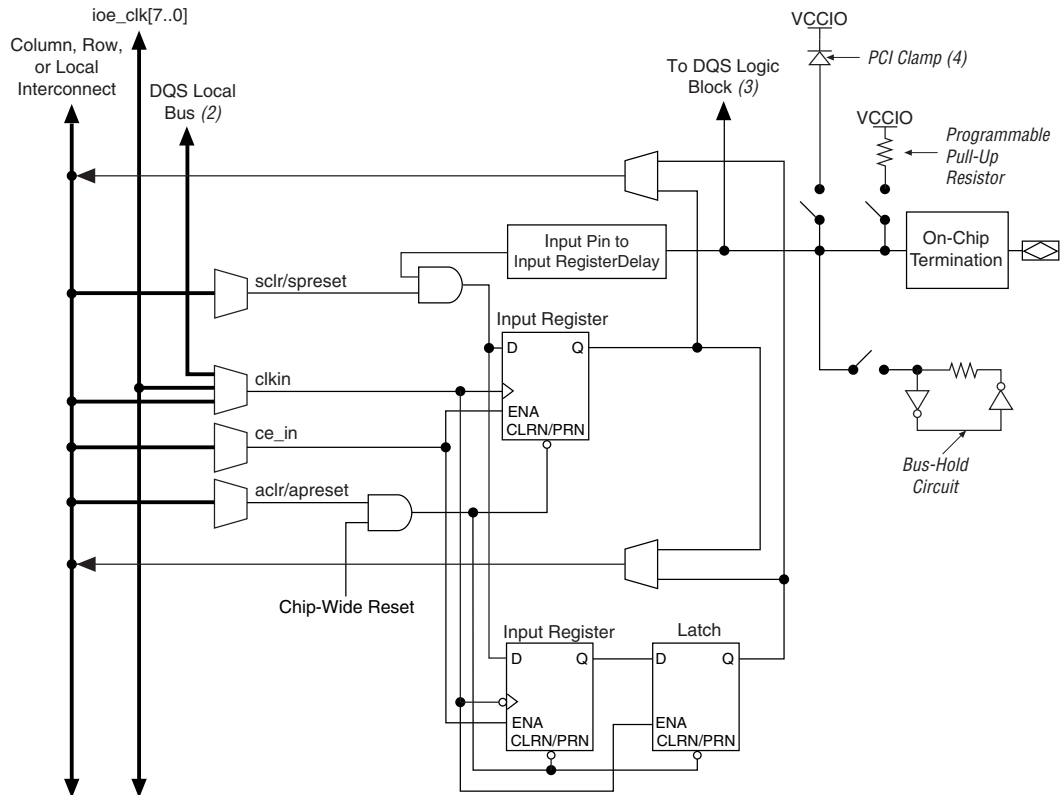 ioe_clk[7..0]
Column, Row,
or Local
Interconnect
DQS Local
Bus (2)
To DQS Logic
Block (3)
VCCIO
PCI Clamp (4)
VCCIO
Programmable
Pull-Up
Resistor
Input Pin to
Input RegisterDelay
On-Chip
Termination
sclr/spreset
Input Register
D
Q
clkin
ENA
CLRN/PRN
ce_in
Bus-Hold
Circuit
aclr/apreset
Chip-Wide Reset
Input Register
Latch
D
Q
D
Q
ENA
CLRN/PRN
ENA
CLRN/PRN